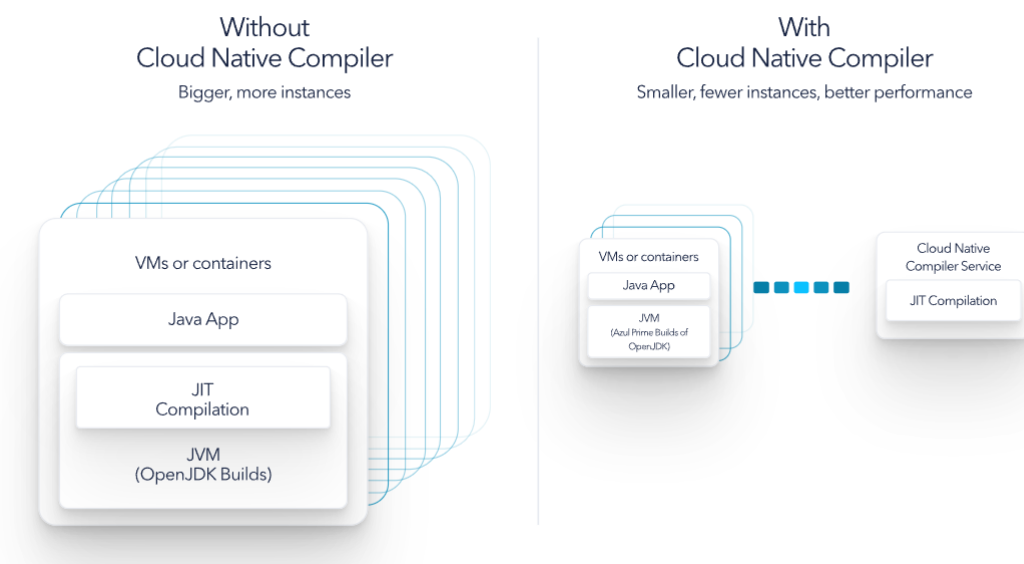 Without
Cloud Native Compiler
Bigger, more instances
VMs or containers
Java App
JIT
Compilation
JVM
(OpenJDK Builds)
With
Cloud Native Compiler
Smaller, fewer instances, better performance
VMs or containers
Java App
JVM
(Azul Prime Builds of
OpenJDK)
Cloud Native
Compiler Service
JIT Compilation